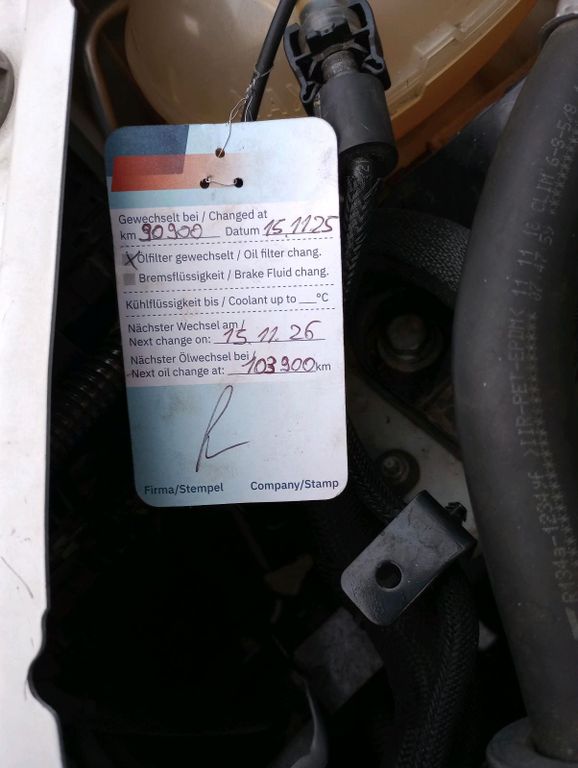 Gewechselt bei / Changed at
km 90900 Datum 15.11.25
X Ölfilter gewechselt / Oil filter chang.
Bremsflüssigkeit / Brake Fluid chang.
Kühlflüssigkeit bis / Coolant up to ___°C
Nächster Wechsel am /
Next change on: 15.11.26
Nächster Ölwechsel bei /
Next oil change at: 103900 km
Firma/Stempel Company/Stamp